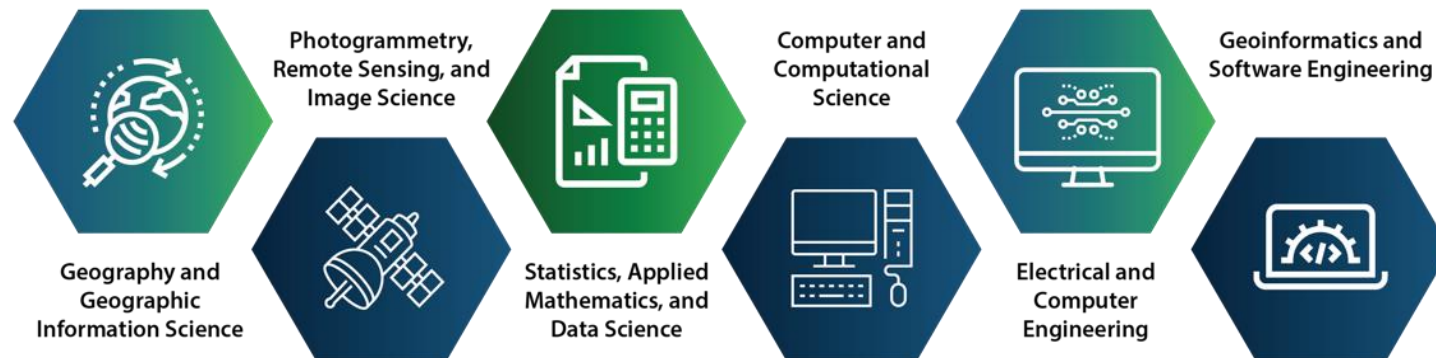 Geography and
Geographic
Information Science
Photogrammetry,
Remote Sensing, and
Image Science
Statistics, Applied
Mathematics, and
Data Science
Computer and
Computational
Science
Electrical and
Computer
Engineering
Geoinformatics and
Software Engineering